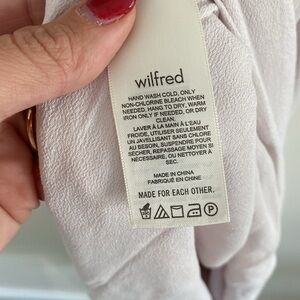 wilfred
HAND WASH COLD, ONLY
NON-CHLORINE BLEACH WHEN
NEEDED, HANG TO DRY, WARM
IRON ONLY IF NEEDED, OR DRY
CLEAN.
LAVER À LA MAIN À L'EAU
FROIDE, UTILISER SEULEMENT
UN JAVELLISANT SANS CHLORE
AU BESOIN, SUSPENDRE POUR
SÉCHER, REPASSAGE MOYEN SI
NÉCESSAIRE, OU NETTOYER À
SEC.
MADE IN CHINA
FABRIQUÉ EN CHINE
MADE FOR EACH OTHER.
P